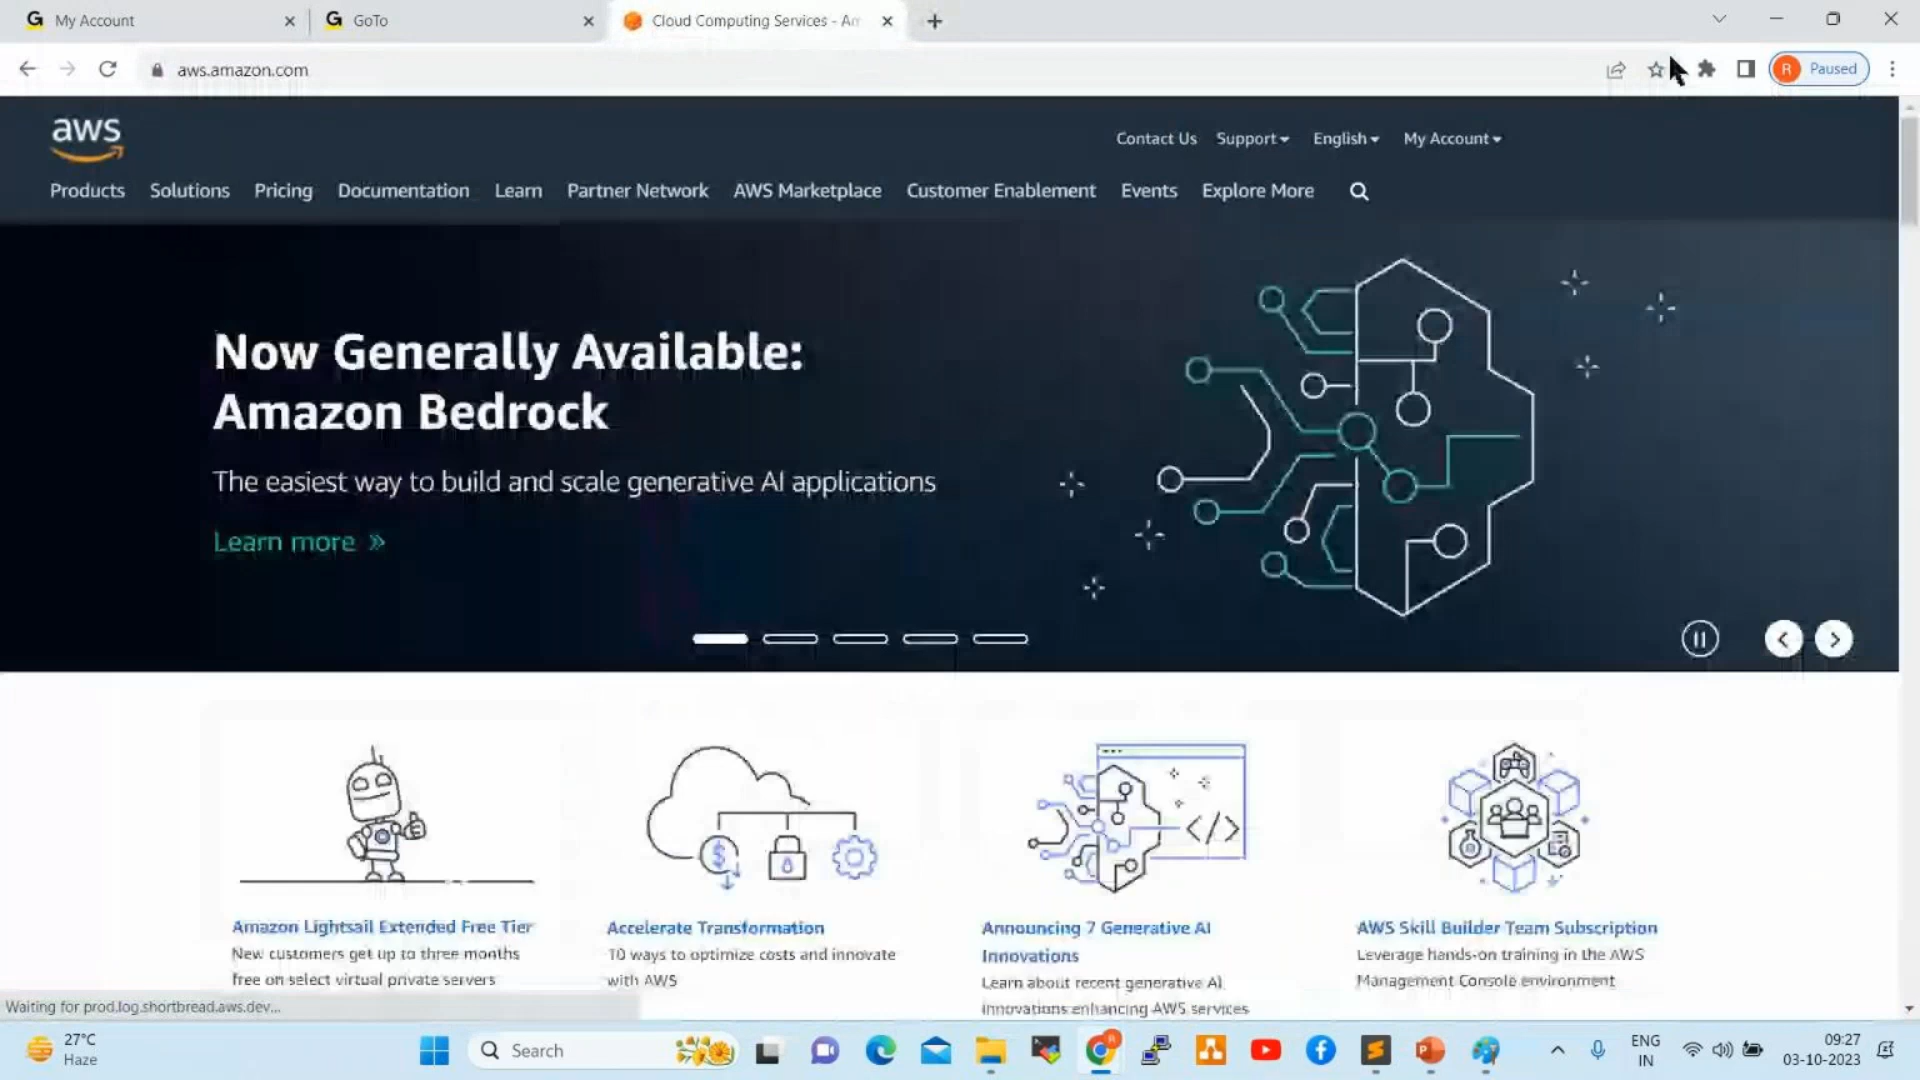 My Account
GoTo
Cloud Computing Services - Am
aws.amazon.com
R
Paused
aws
Contact Us
Support
English
My Account
Products
Solutions
Pricing
Documentation
Learn
Partner Network
AWS Marketplace
Customer Enablement
Events
Explore More
Now Generally Available:
Amazon Bedrock
The easiest way to build and scale generative AI applications
Learn more »
Amazon Lightsail Extended Free Tier
New customers get up to three months
free on select virtual private servers
Accelerate Transformation
10 ways to optimize costs and innovate
with AWS
Announcing 7 Generative AI
Innovations
Learn about recent generative AI
innovations enhancing AWS services
AWS Skill Builder Team Subscription
Leverage hands-on training in the AWS
Management Console environment
Waiting for prod.log.shortbread.aws.dev...
27°C
Haze
Search
ENG
IN
09:27
03-10-2023